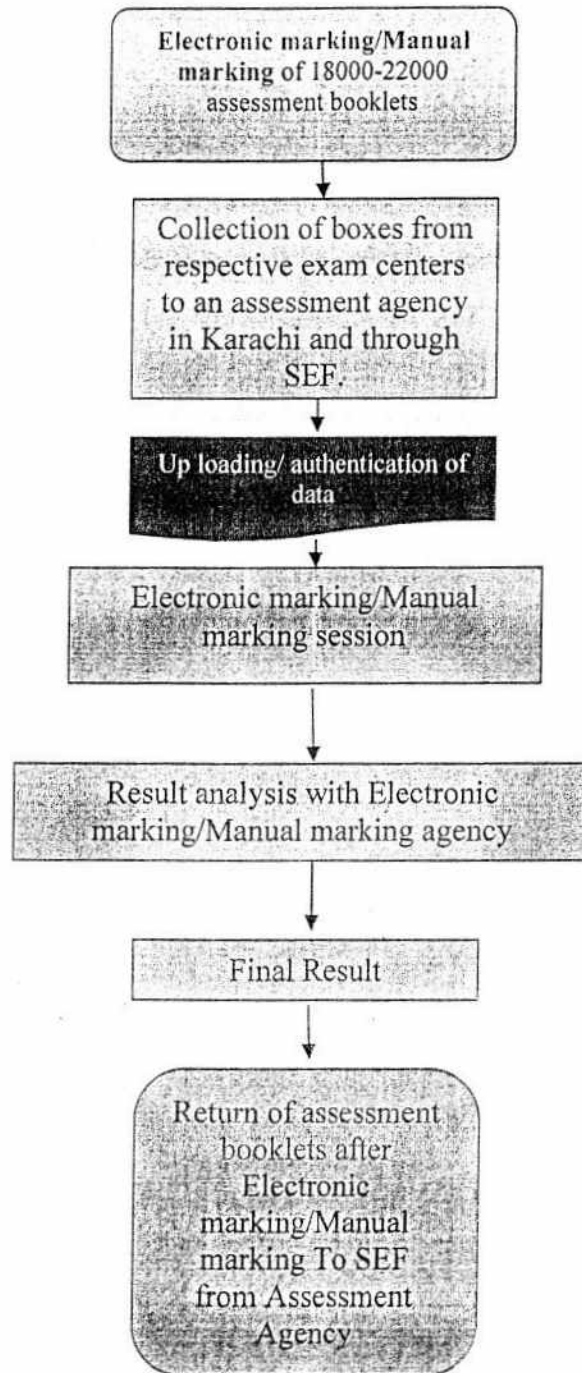 Electronic marking/Manual
marking of 18000-22000
assessment booklets
Collection of boxes from
respective exam centers
to an assessment agency
in Karachi and through
SEF.
Up loading/ authentication of
data
Electronic marking/Manual
marking session
Result analysis with Electronic
marking/Manual marking agency
Final Result
Return of assessment
booklets after
Electronic
marking/Manual
marking To SEF
from Assessment
Agency